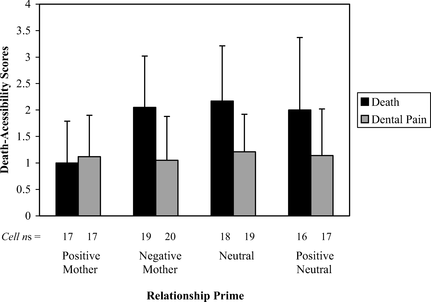 Death-Acessibility Scores
4
3.5
3
2.5
2
1.5
1
0.5
0
Death
Dental Pain
Cell ns = 17 17 19 20 18 19 16 17
Positive Mother
Negative Mother
Neutral
Positive Neutral
Relationship Prime